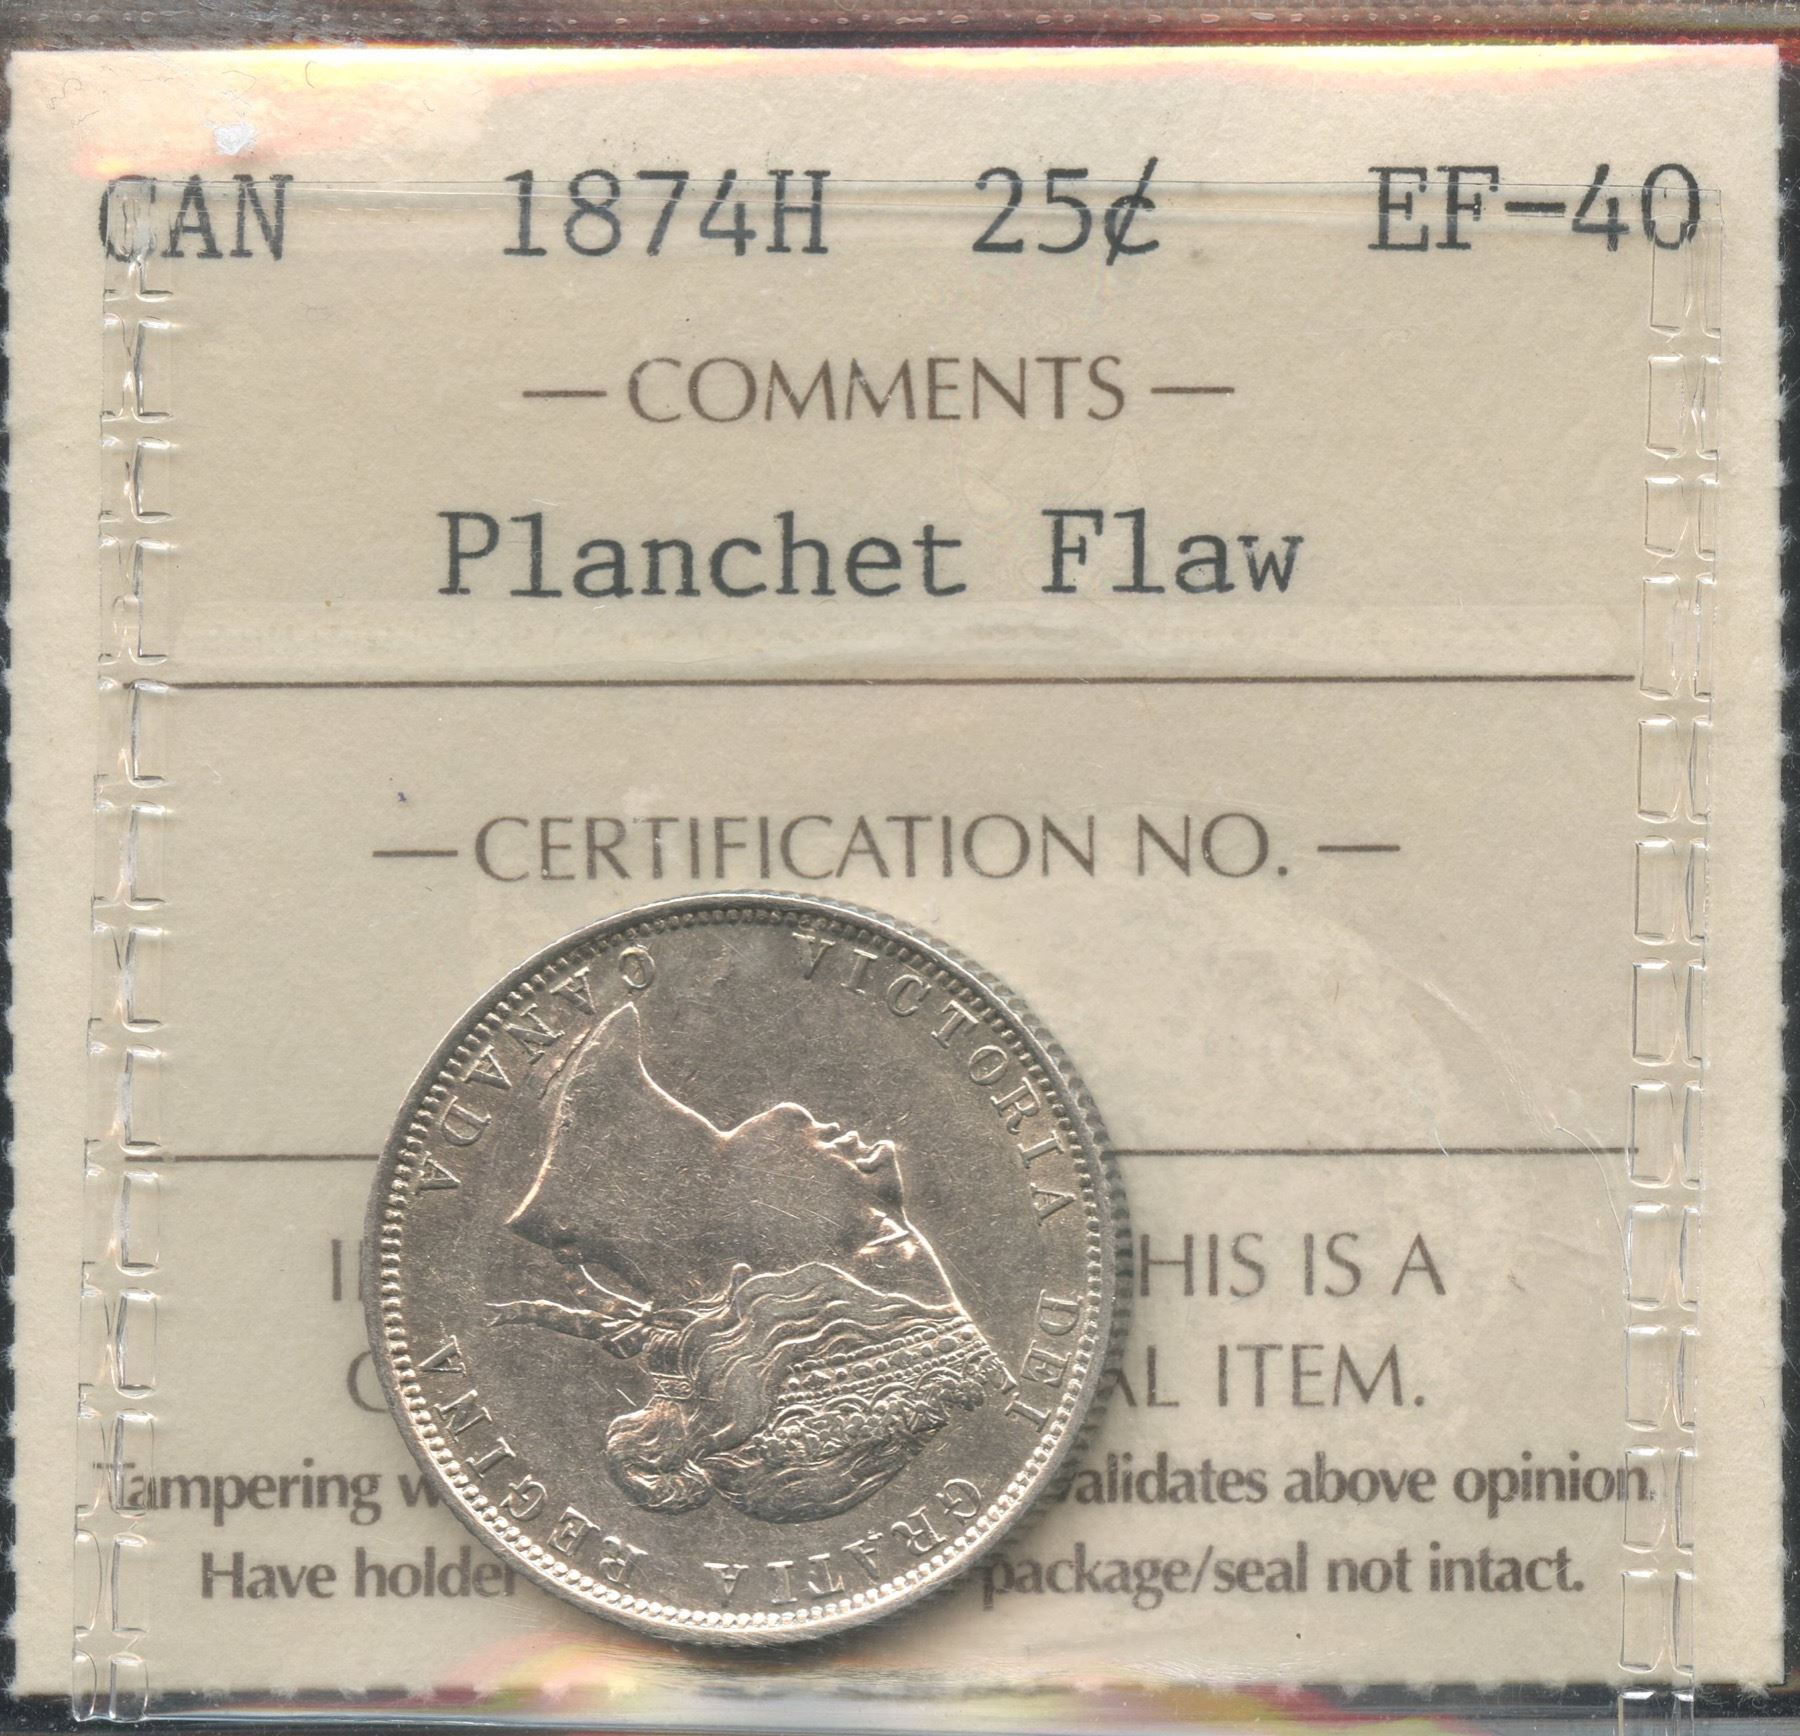 CAN 1874H 25¢ EF-40
— COMMENTS —
Planchet Flaw
— CERTIFICATION NO. —
VICTORIA DEI GRATIA REGINA
CANADA
HIS IS A
AL ITEM.
Tampering w alidates above opinion.
Have holder package/seal not intact.